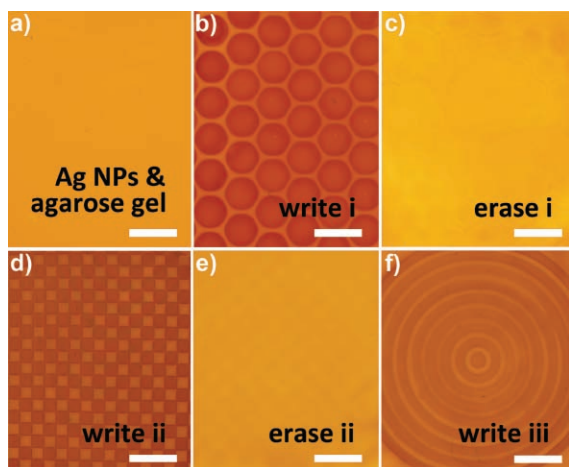 a)
Ag NPs &
agarose gel
b)
write i
c)
erase i
d)
write ii
e)
erase ii
f)
write iii